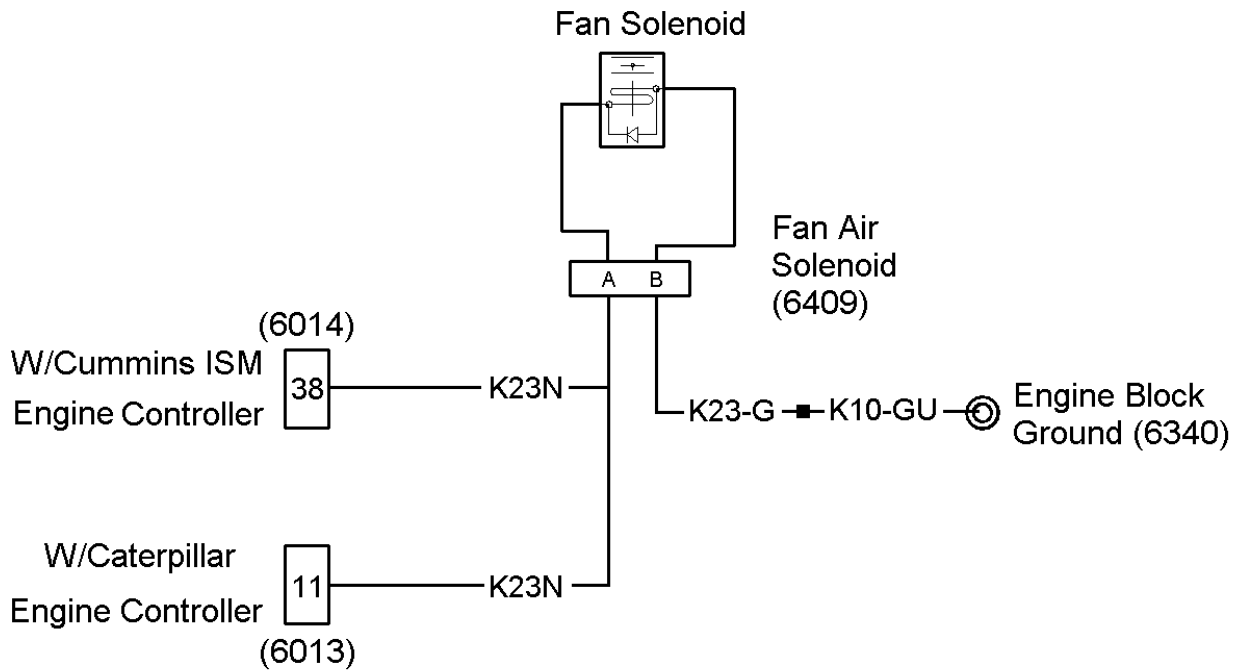 Fan Solenoid
A B
Fan Air
Solenoid
(6409)
(6014)
W/Cummins ISM
Engine Controller
38
K23N
K23-G
K10-GU
Engine Block
Ground (6340)
W/Caterpillar
Engine Controller
11
K23N
(6013)